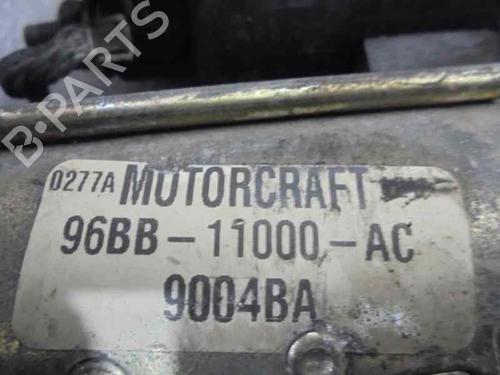 B-PARTS
0277A MOTORCRAFT
96BB-11000-AC
9004BA